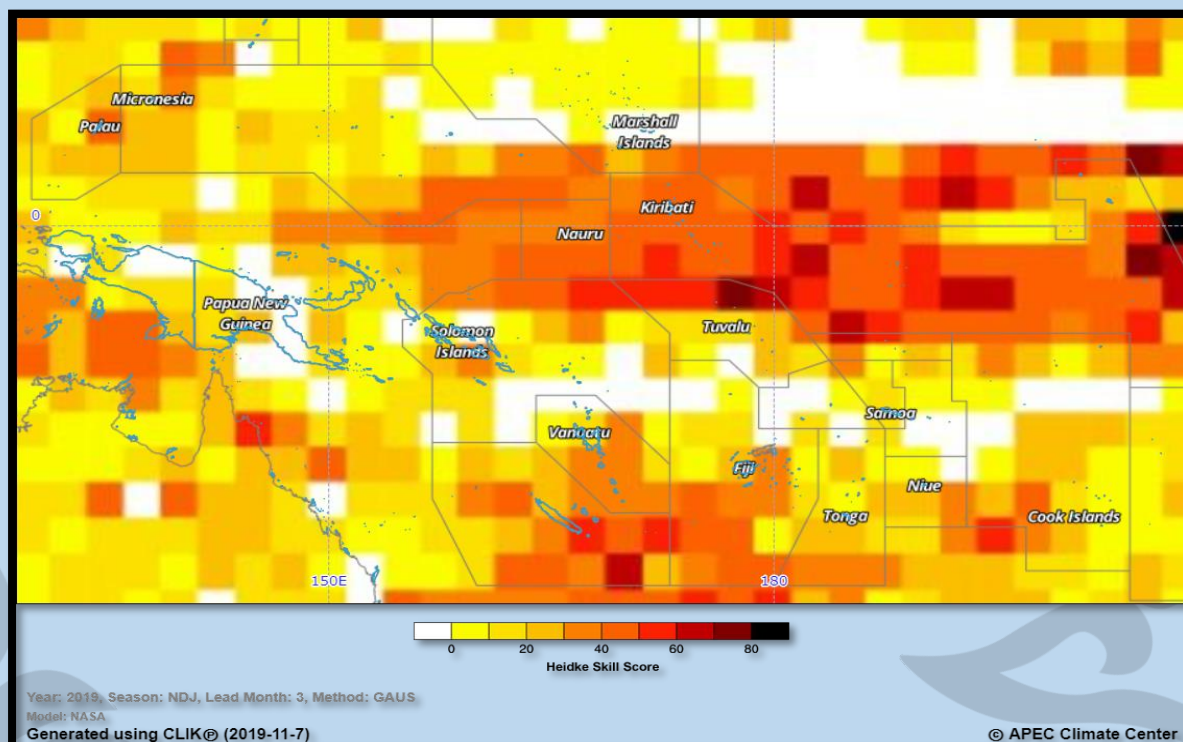 Micronesia
Palau
Marshall
Islands
Kiribati
0
Nauru
Papua New
Guinea
Solomon
Islands
Tuvalu
Samoa
Vanuatu
Fiji
Niue
Tonga
Cook Islands
150E
180
0
20
40
60
80
Heidke Skill Score
Year: 2019, Season: NDJ, Lead Month: 3, Method: GAUS
Model: NASA
Generated using CLIK℗ (2019-11-7)
© APEC Climate Center